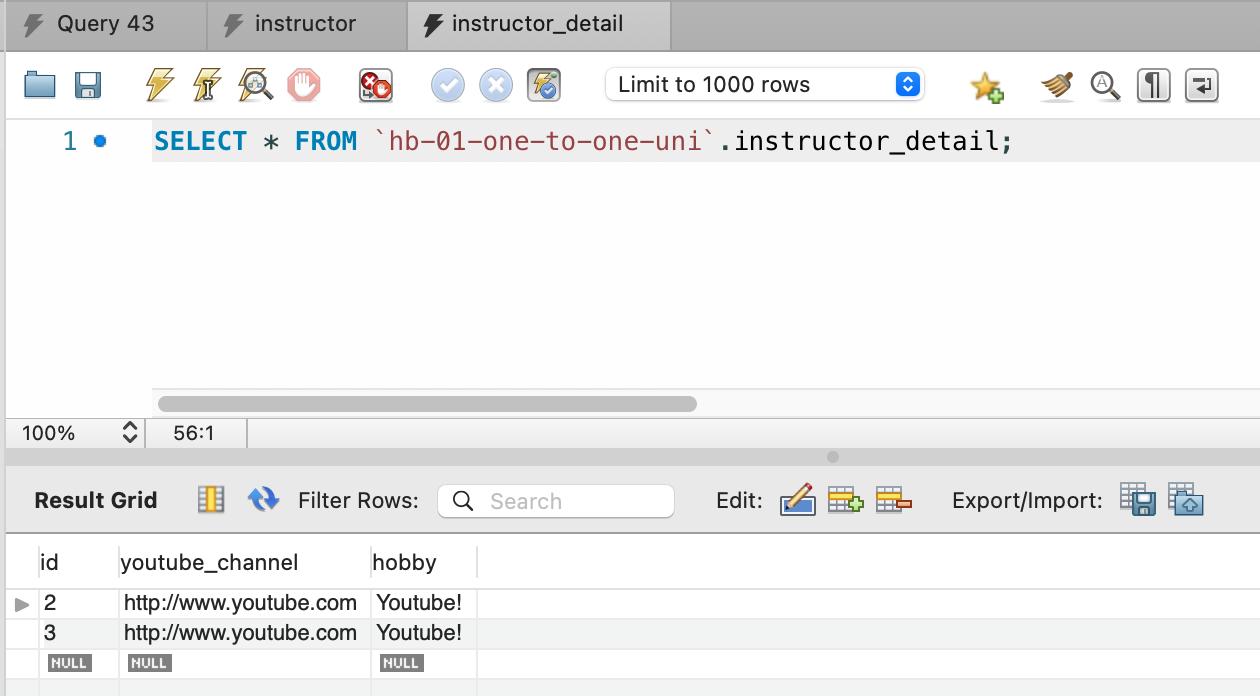 Query 43 instructor instructor_detail
Limit to 1000 rows
1 SELECT * FROM `hb-01-one-to-one-uni`.instructor_detail;
100% 56:1
Result Grid Filter Rows: Search Edit: Export/Import:
id youtube_channel hobby
2 http://www.youtube.com Youtube!
3 http://www.youtube.com Youtube!
NULL NULL NULL